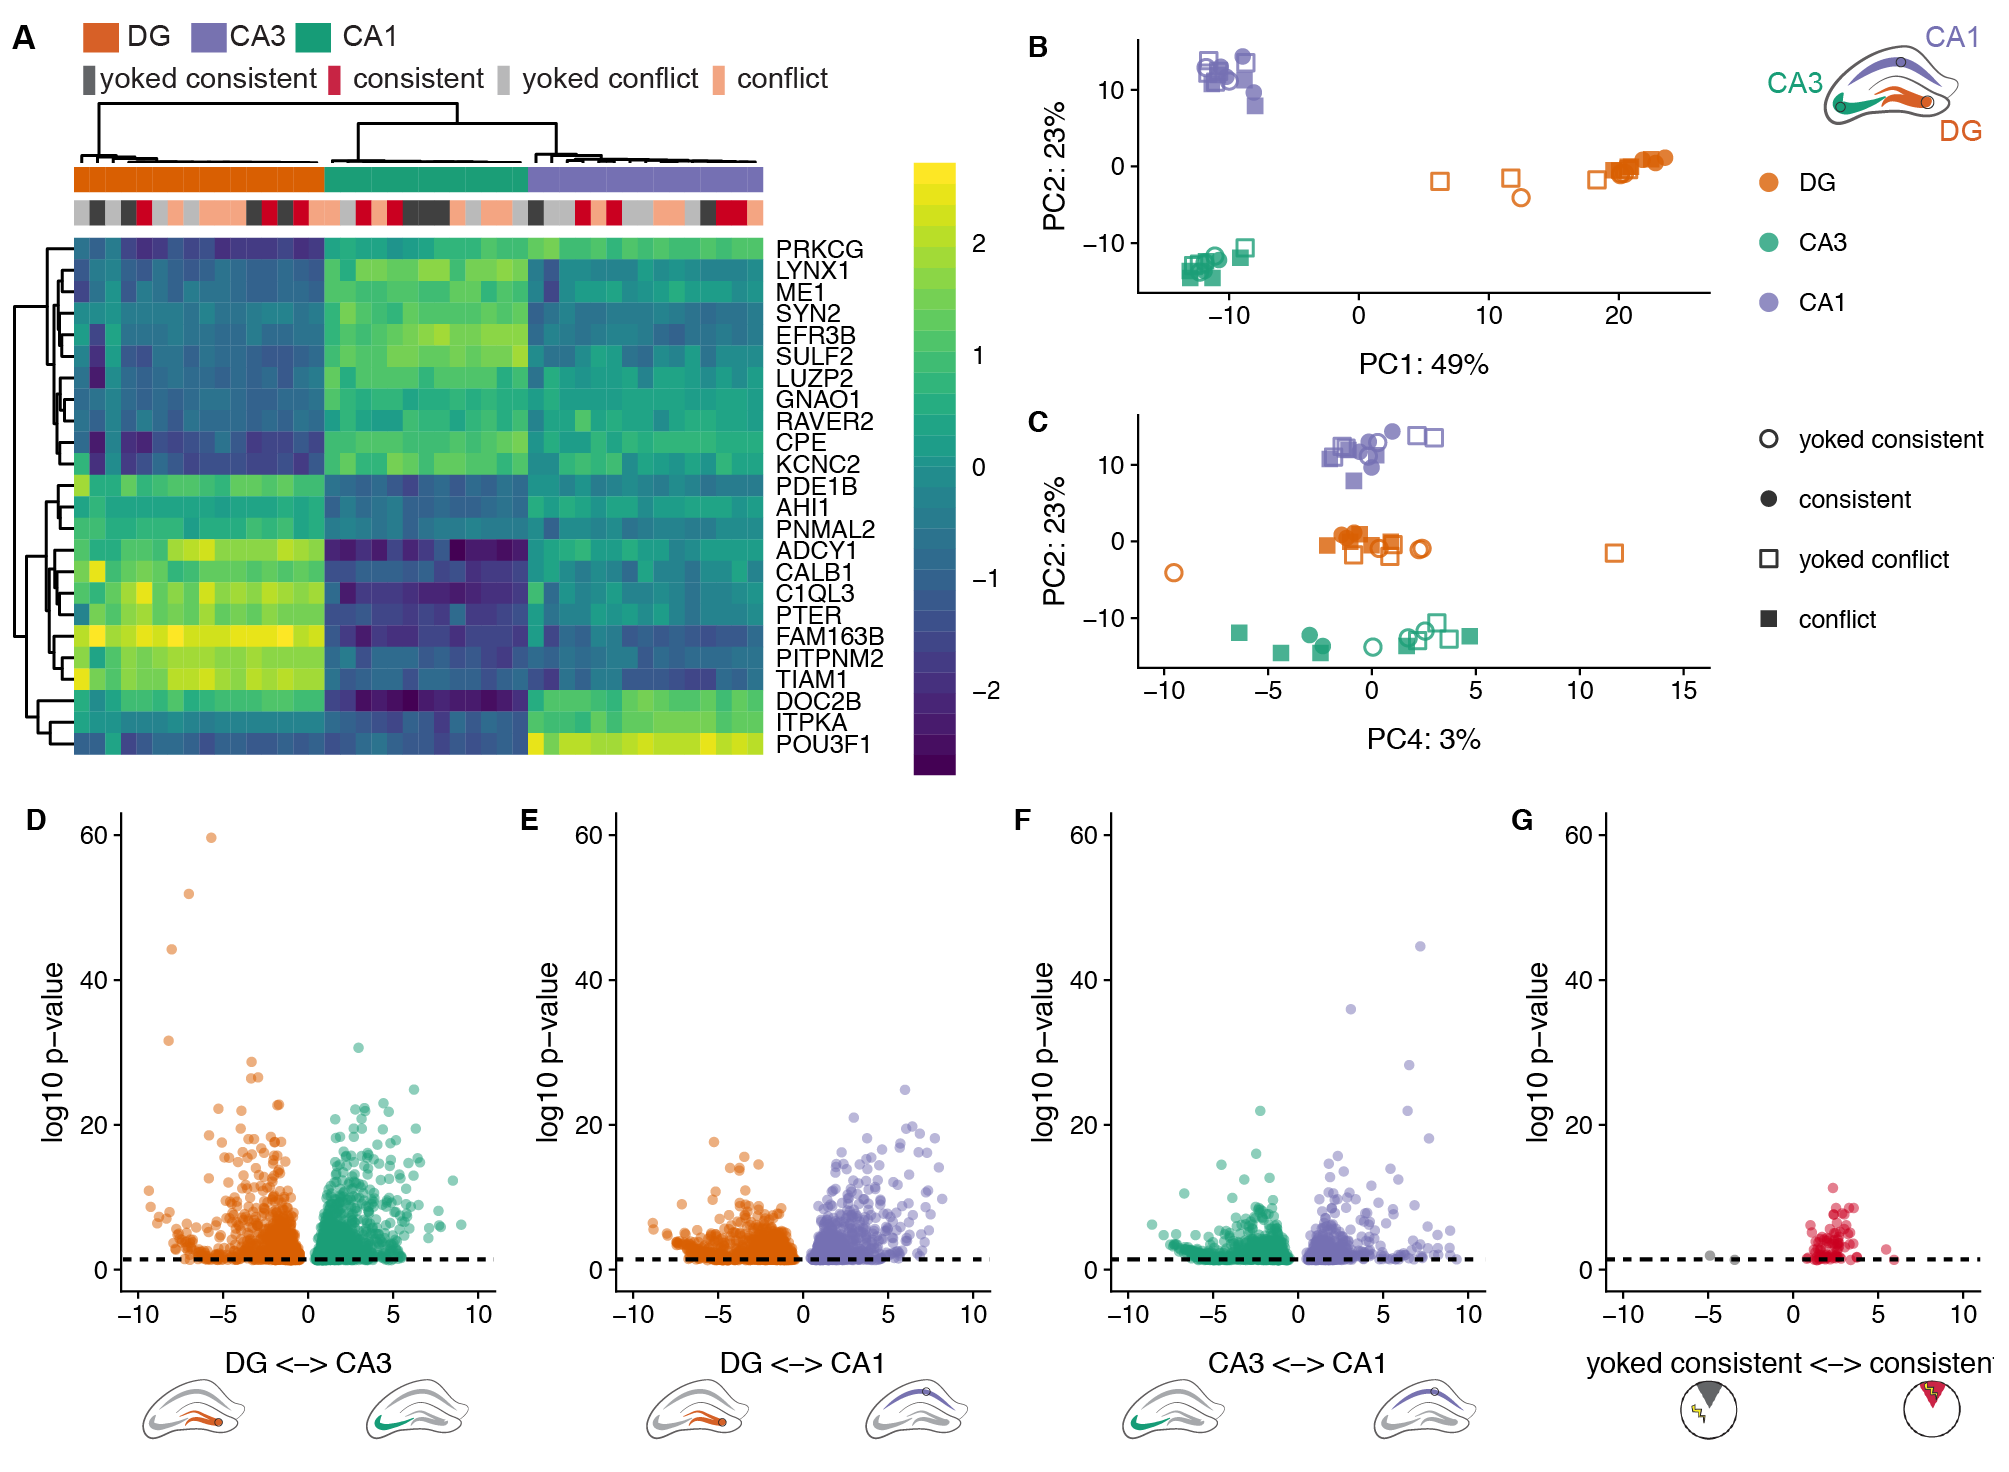 A
DG CA3 CA1
yoked consistent consistent yoked conflict conflict
PRKCG
LYNX1
ME1
SYN2
EFR3B
SULF2
LUZP2
GNAO1
RAVER2
CPE
KCNC2
PDE1B
AHI1
PNMAL2
ADCY1
CALB1
C1QL3
PTER
FAM163B
PITPNM2
TIAM1
DOC2B
ITPKA
POU3F1
2
1
0
−1
−2
B
PC2: 23%
10
0
−10
−10 0 10 20
PC1: 49%
CA1
CA3
DG
DG
CA3
CA1
C
PC2: 23%
10
0
−10
−10 −5 0 5 10 15
PC4: 3%
yoked consistent
consistent
yoked conflict
conflict
D
log10 p−value
60
40
20
0
−10 −5 0 5 10
DG <−> CA3
E
log10 p−value
60
40
20
0
−10 −5 0 5 10
DG <−> CA1
F
log10 p−value
60
40
20
0
−10 −5 0 5 10
CA3 <−> CA1
G
log10 p−value
60
40
20
0
−10 −5 0 5 10
yoked consistent <−> consistent